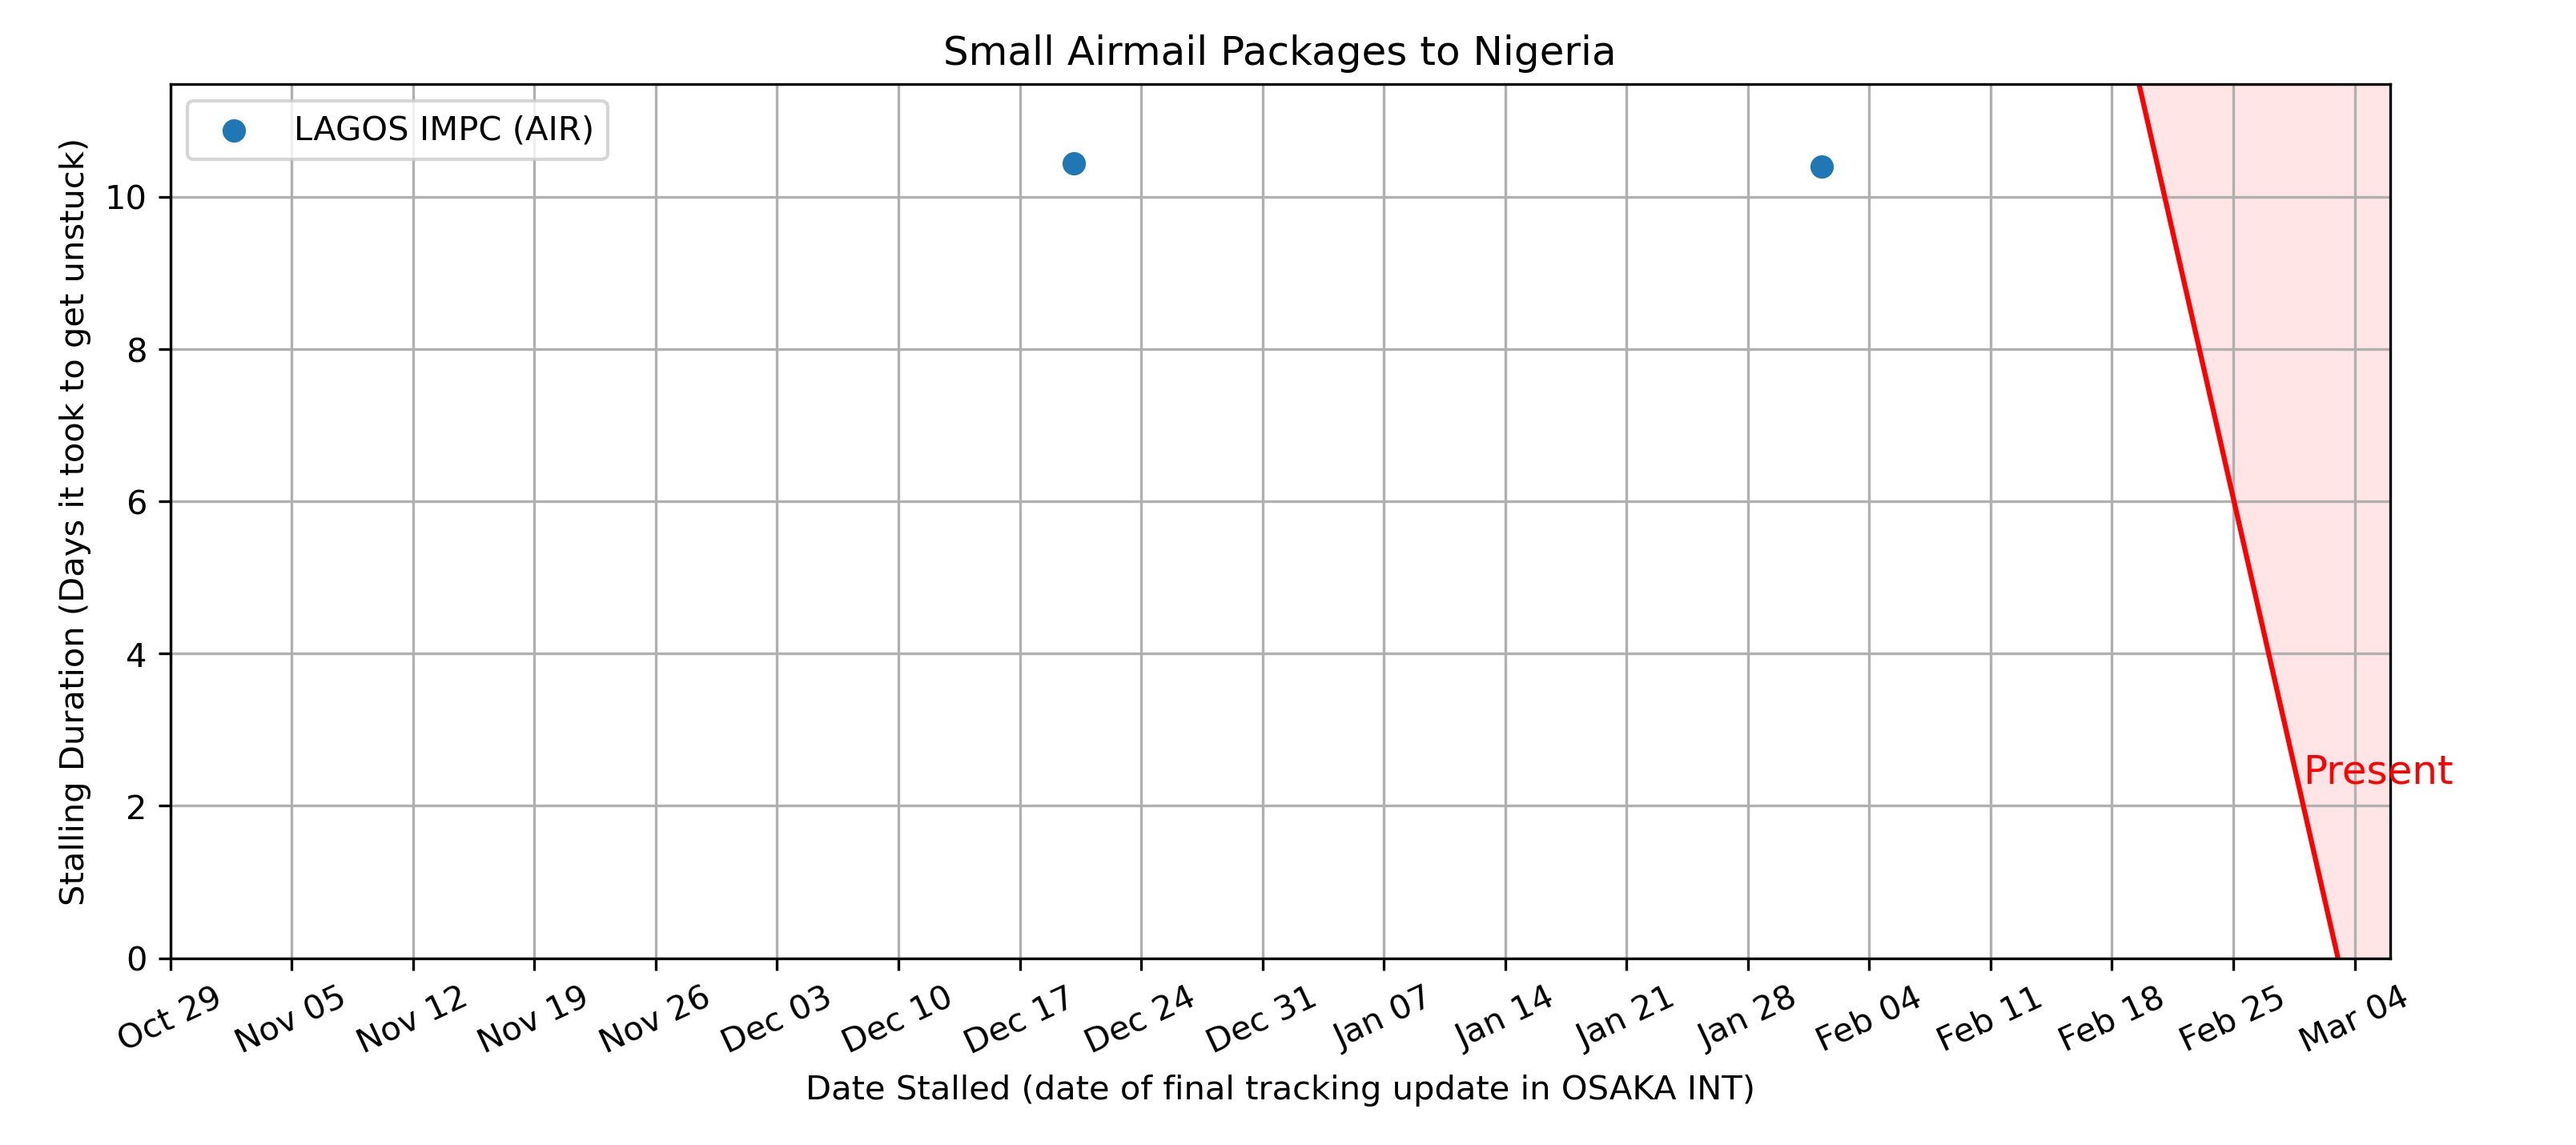 Small Airmail Packages to Nigeria
LAGOS IMPC (AIR)
Stalling Duration (Days it took to get unstuck)
10
8
6
4
2
0
Present
Oct 29
Nov 05
Nov 12
Nov 19
Nov 26
Dec 03
Dec 10
Dec 17
Dec 24
Dec 31
Jan 07
Jan 14
Jan 21
Jan 28
Feb 04
Feb 11
Feb 18
Feb 25
Mar 04
Date Stalled (date of final tracking update in OSAKA INT)